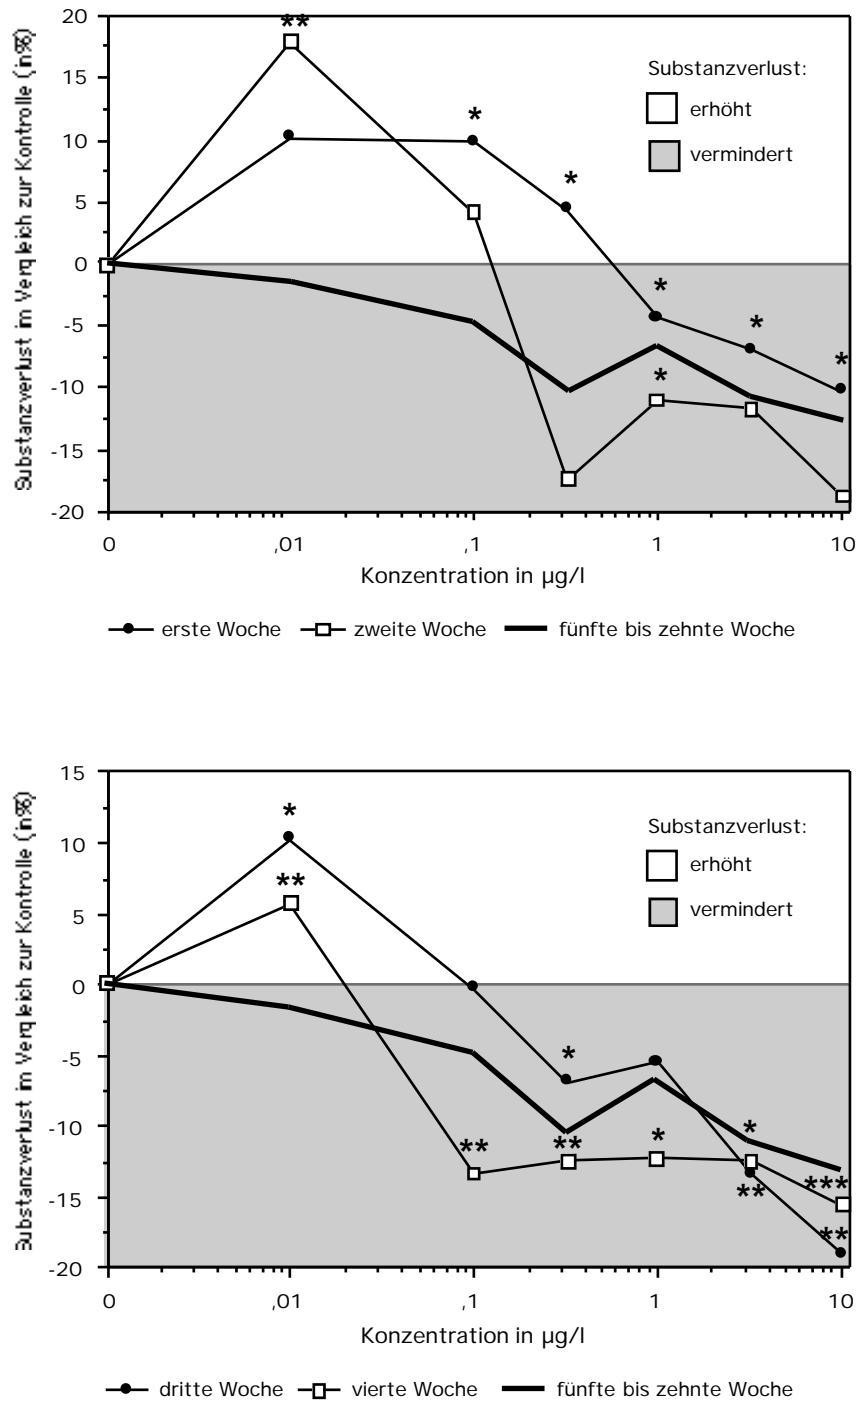 Substanzverlust im Vergleich zur Kontrolle (in%)
20
15
10
5
0
-5
-10
-15
-20
**
*
*
*
*
*
*
Substanzverlust:
erhöht
vermindert
0 ,01 ,1 1 10
Konzentration in µg/l
erste Woche zweite Woche fünfte bis zehnte Woche
Substanzverlust im Vergleich zur Kontrolle (in%)
15
10
5
0
-5
-10
-15
-20
*
**
*
**
**
*
*
**
***
**
Substanzverlust:
erhöht
vermindert
0 ,01 ,1 1 10
Konzentration in µg/l
dritte Woche vierte Woche fünfte bis zehnte Woche